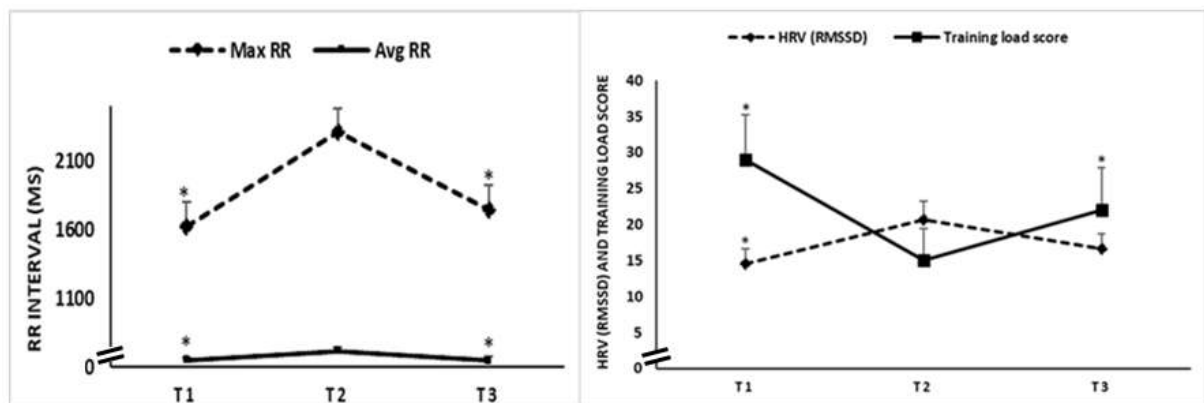 Max RR Avg RR
RR INTERVAL (MS)
2100
1600
1100
0
* *
* *
T1 T2 T3
HRV (RMSSD) Training load score
HRV (RMSSD) AND TRAINING LOAD SCORE
40
35
30
25
20
15
10
5
0
* *
*
T1 T2 T3